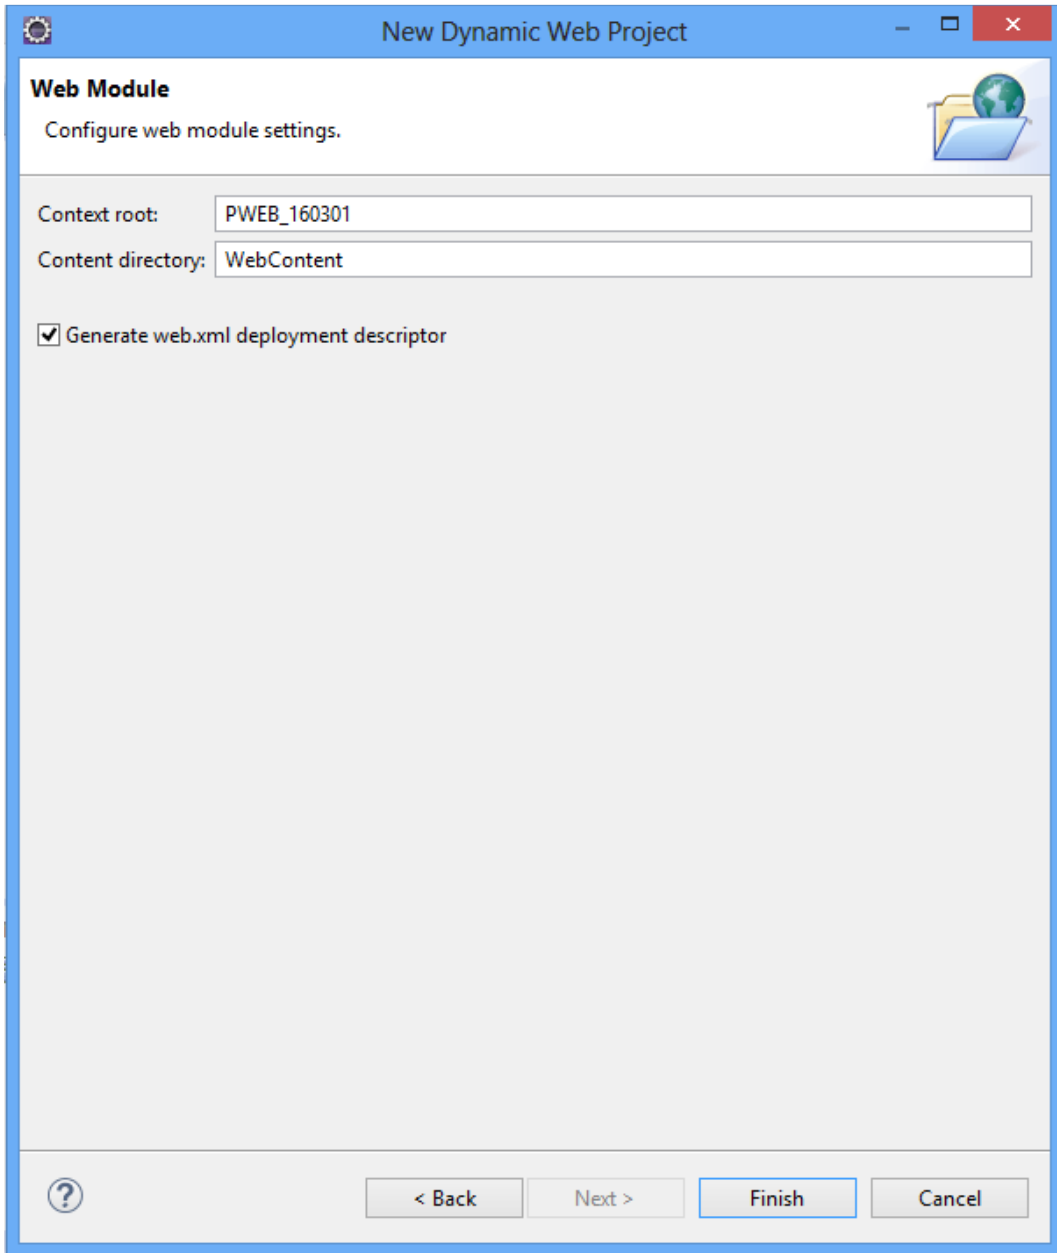 New Dynamic Web Project
Web Module
Configure web module settings.
Context root: PWEB_160301
Content directory: WebContent
Generate web.xml deployment descriptor
? < Back Next > Finish Cancel